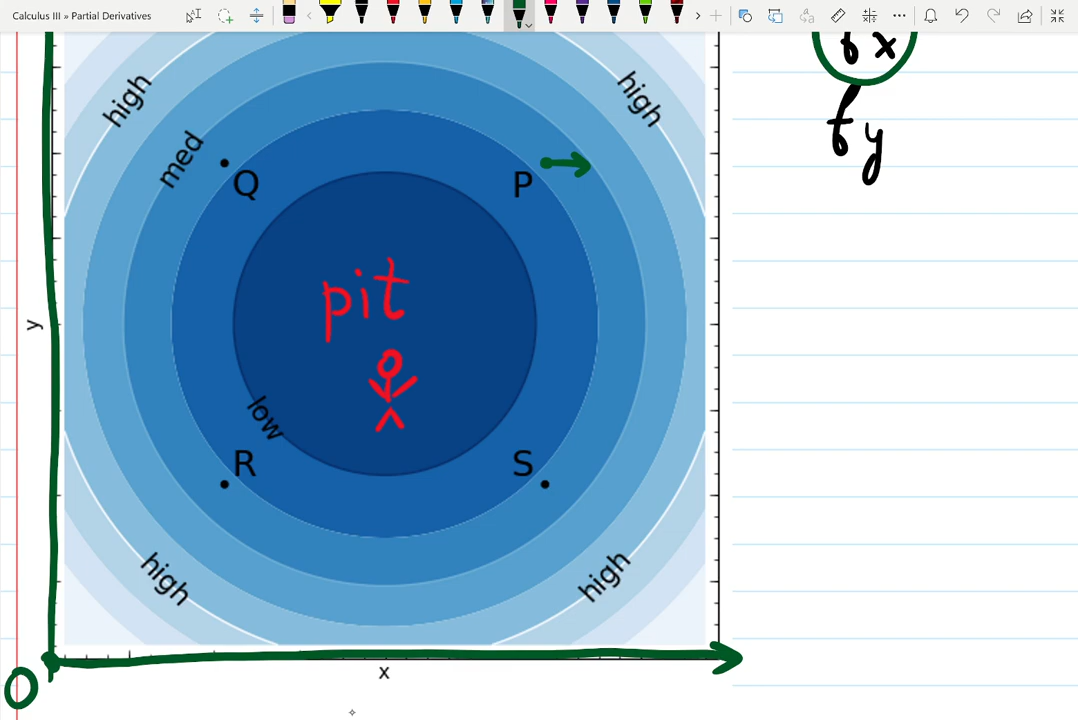 Calculus III » Partial Derivatives
high
high
fx
fy
med
Q
P
pit
y
low
R
S
high
high
x
0